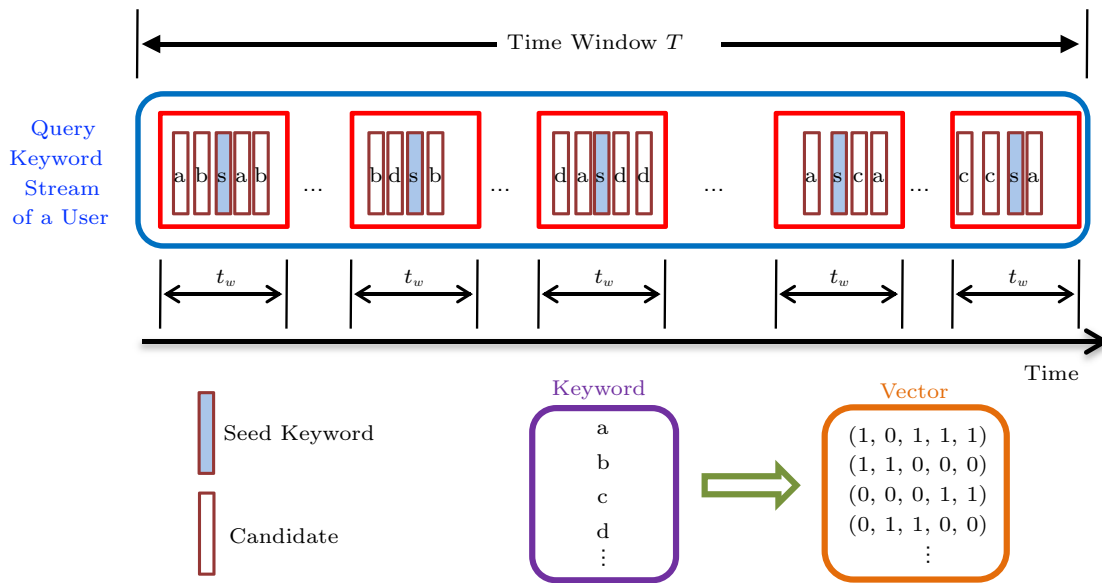 Time Window T
Query
Keyword
Stream
of a User
a b s a b ... b d s b ... d a s d d ... a s c a ... c c s a
t_w t_w t_w t_w t_w
Time
Seed Keyword
Candidate
Keyword
a
b
c
d
⋮
Vector
(1, 0, 1, 1, 1)
(1, 1, 0, 0, 0)
(0, 0, 0, 1, 1)
(0, 1, 1, 0, 0)
⋮